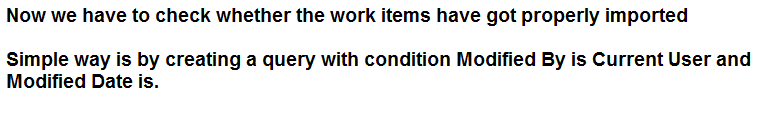 Now we have to check whether the work items have got properly imported
Simple way is by creating a query with condition Modified By is Current User and
Modified Date is.